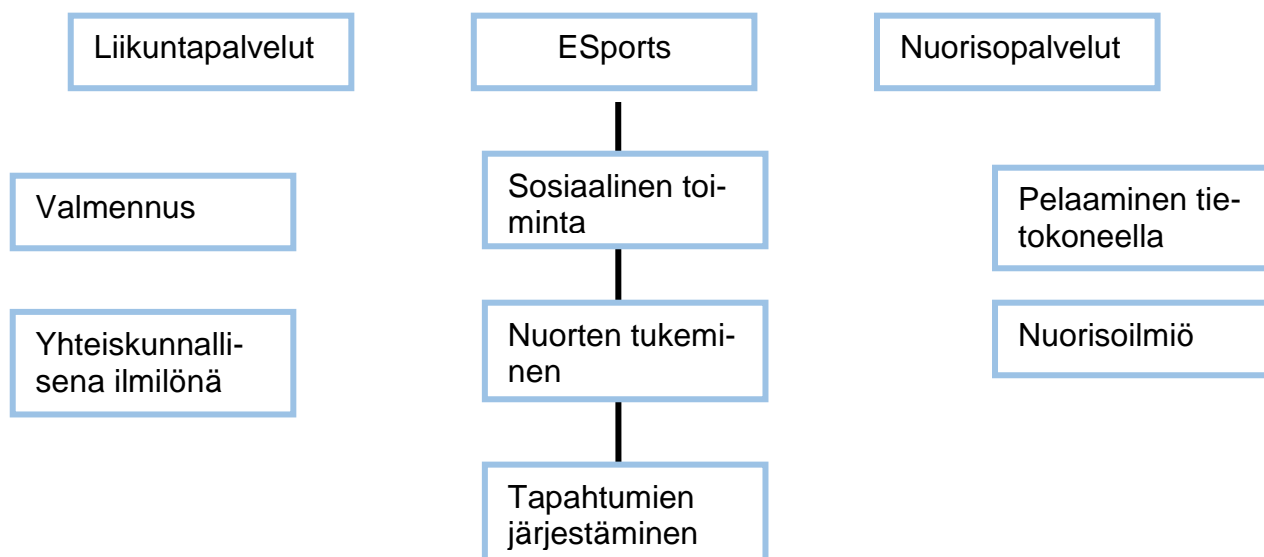 Liikuntapalvelut
ESports
Nuorisopalvelut
Valmennus
Sosiaalinen toi-
minta
Pelaaminen tie-
tokoneella
Yhteiskunnalli-
sena ilmilönä
Nuorten tukemi-
nen
Nuorisoilmiö
Tapahtumien
järjestäminen